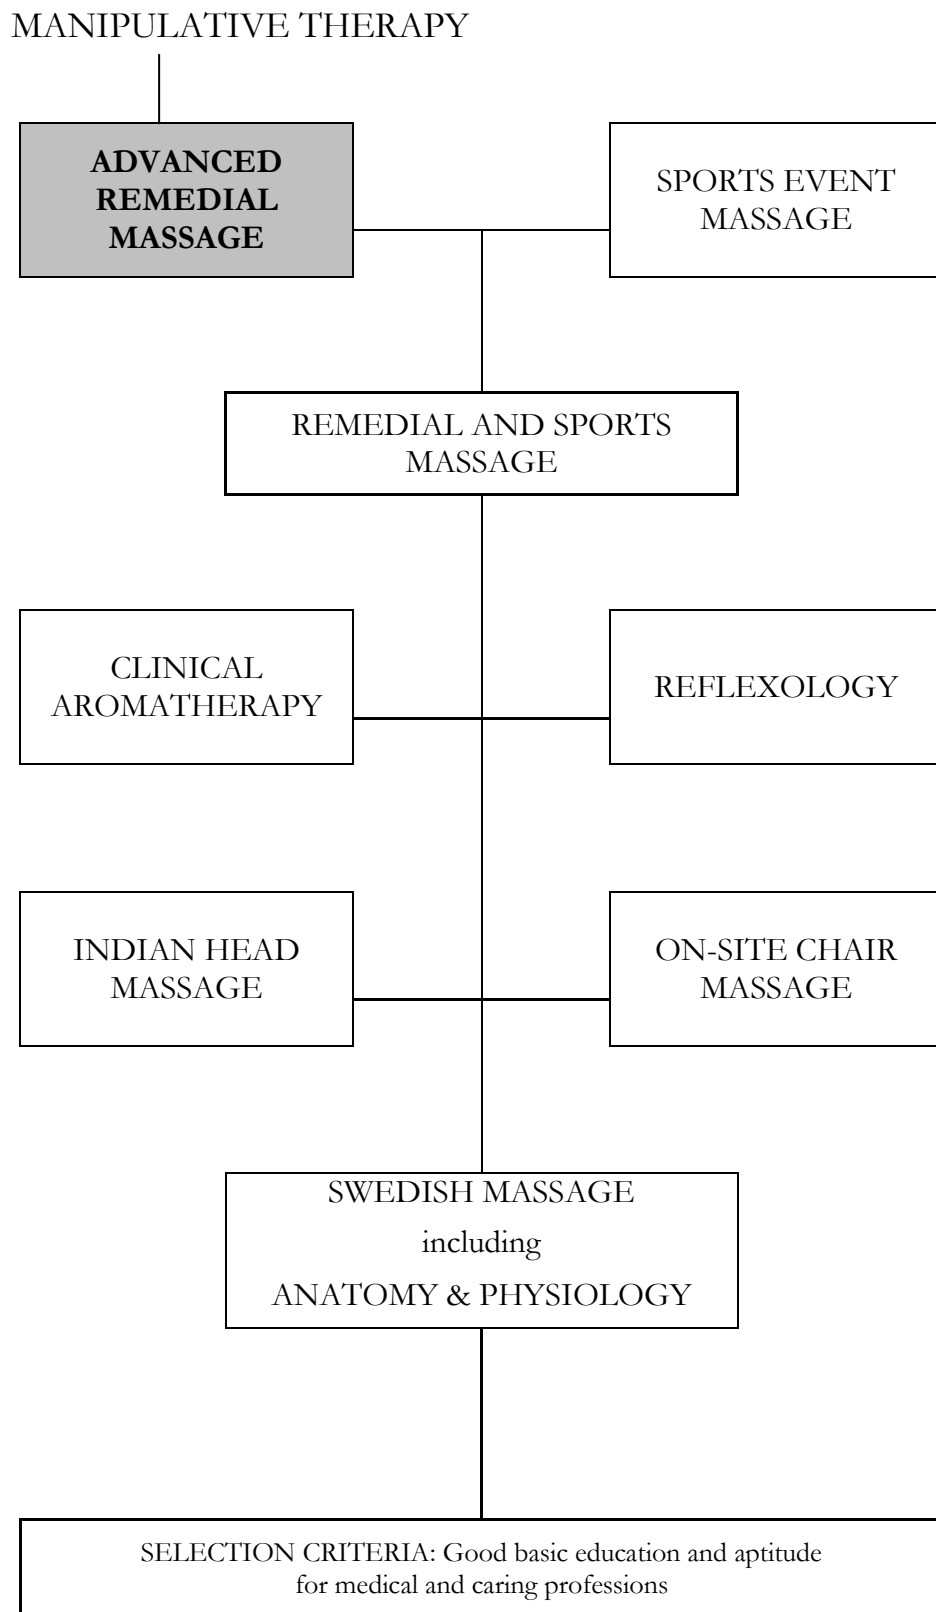 MANIPULATIVE THERAPY
ADVANCED
REMEDIAL
MASSAGE
SPORTS EVENT
MASSAGE
REMEDIAL AND SPORTS
MASSAGE
CLINICAL
AROMATHERAPY
REFLEXOLOGY
INDIAN HEAD
MASSAGE
ON-SITE CHAIR
MASSAGE
SWEDISH MASSAGE
including
ANATOMY & PHYSIOLOGY
SELECTION CRITERIA: Good basic education and aptitude
for medical and caring professions